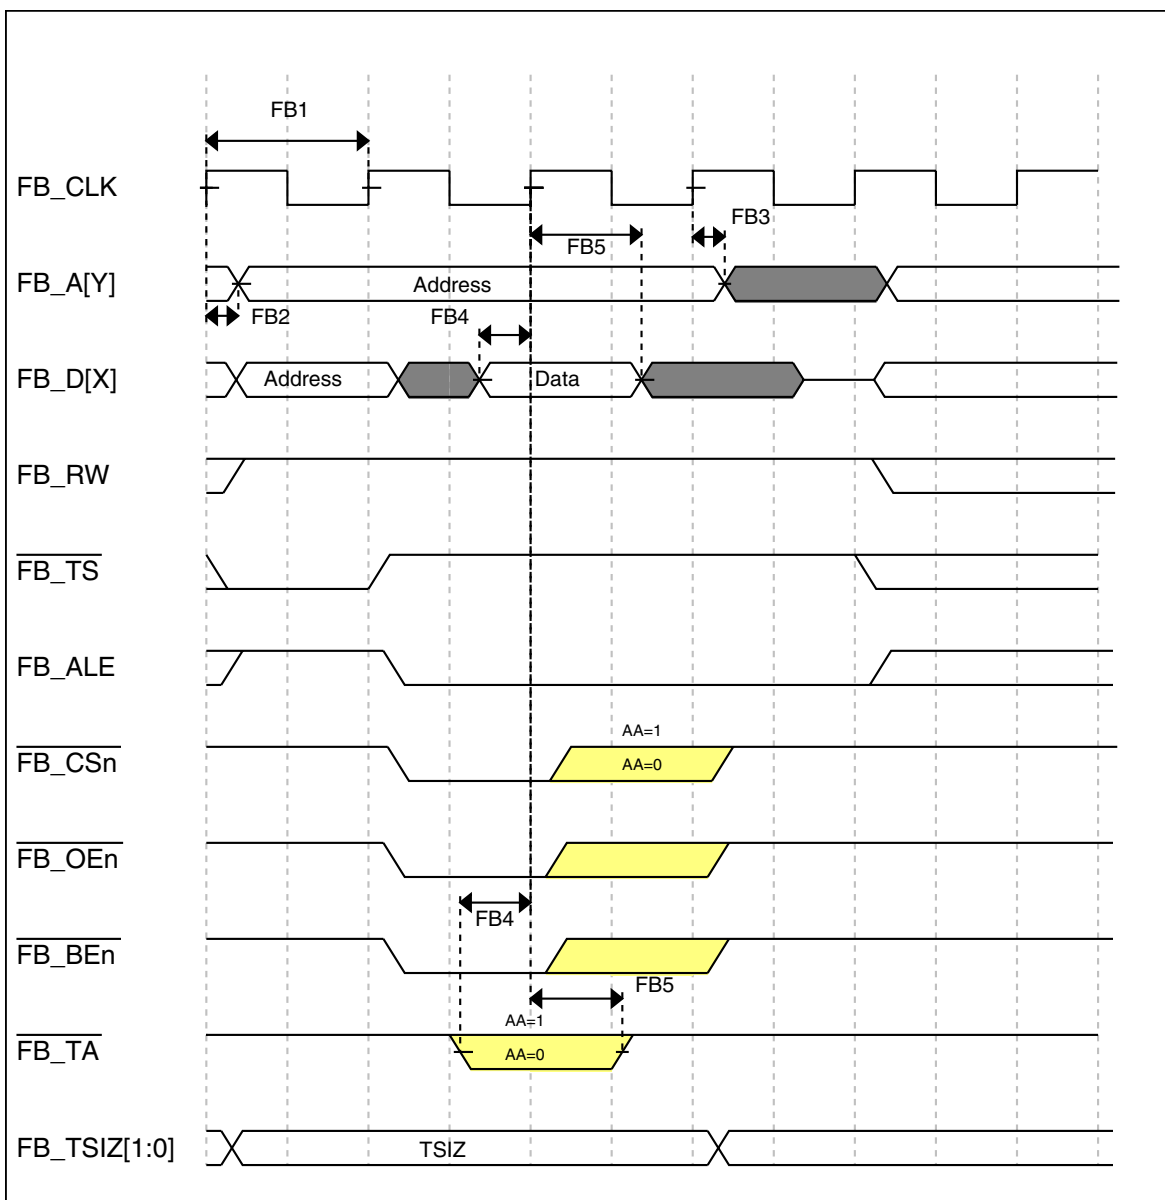 FB1
FB_CLK
FB3
FB5
FB_A[Y]
Address
FB2
FB4
FB_D[X]
Address
Data
FB_RW
FB_TS
FB_ALE
AA=1
FB_CSn
AA=0
FB_OEn
FB4
FB_BEn
FB5
AA=1
FB_TA
AA=0
FB_TSIZ[1:0]
TSIZ